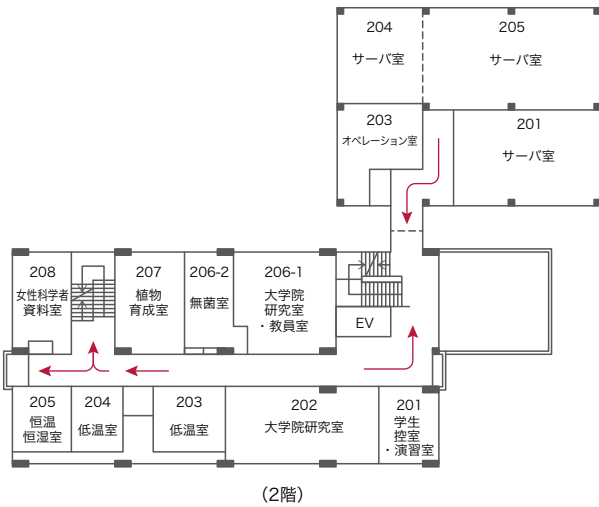 204
サーバ室
205
サーバ室
203
オペレーション室
201
サーバ室
208
女性科学者
資料室
207
植物
育成室
206-2
無菌室
206-1
大学院
研究室
・教員室
EV
205
恒温
恒湿室
204
低温室
203
低温室
202
大学院研究室
201
学生
控室
・演習室
(2階)